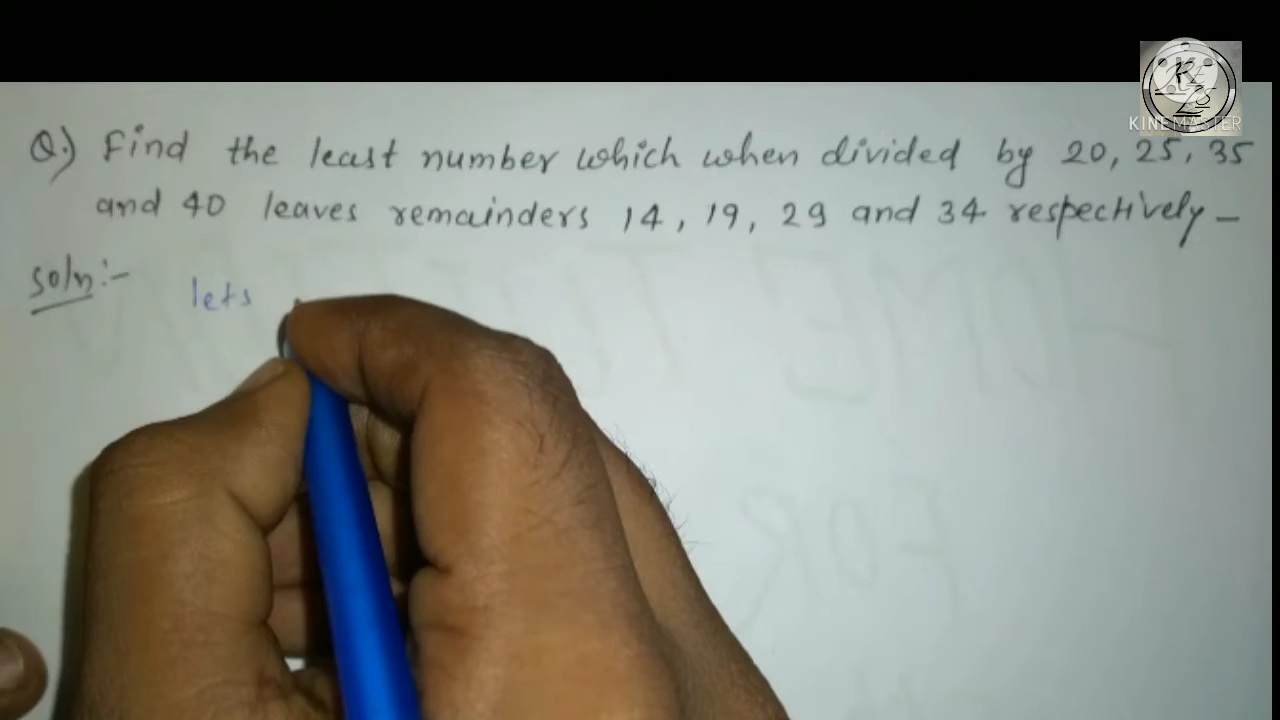 Q.) Find the least number which when divided by 20, 25, 35
and 40 leaves remainders 14, 19, 29 and 34 respectively –
Soln:-
lets
KINEMASTER